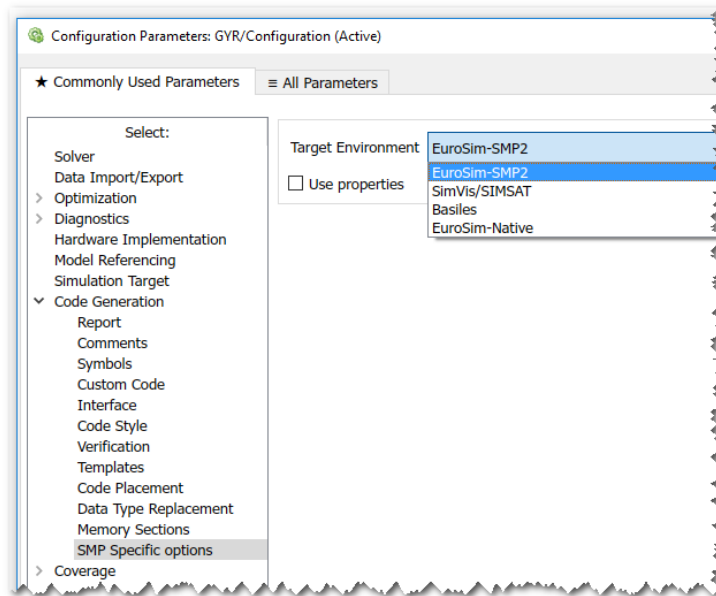 Configuration Parameters: GYR/Configuration (Active)
★ Commonly Used Parameters
≡ All Parameters
Select:
Solver
Data Import/Export
Optimization
Diagnostics
Hardware Implementation
Model Referencing
Simulation Target
Code Generation
Report
Comments
Symbols
Custom Code
Interface
Code Style
Verification
Templates
Code Placement
Data Type Replacement
Memory Sections
SMP Specific options
Coverage
Target Environment
EuroSim-SMP2
EuroSim-SMP2
SimVis/SIMSAT
Basiles
EuroSim-Native
Use properties